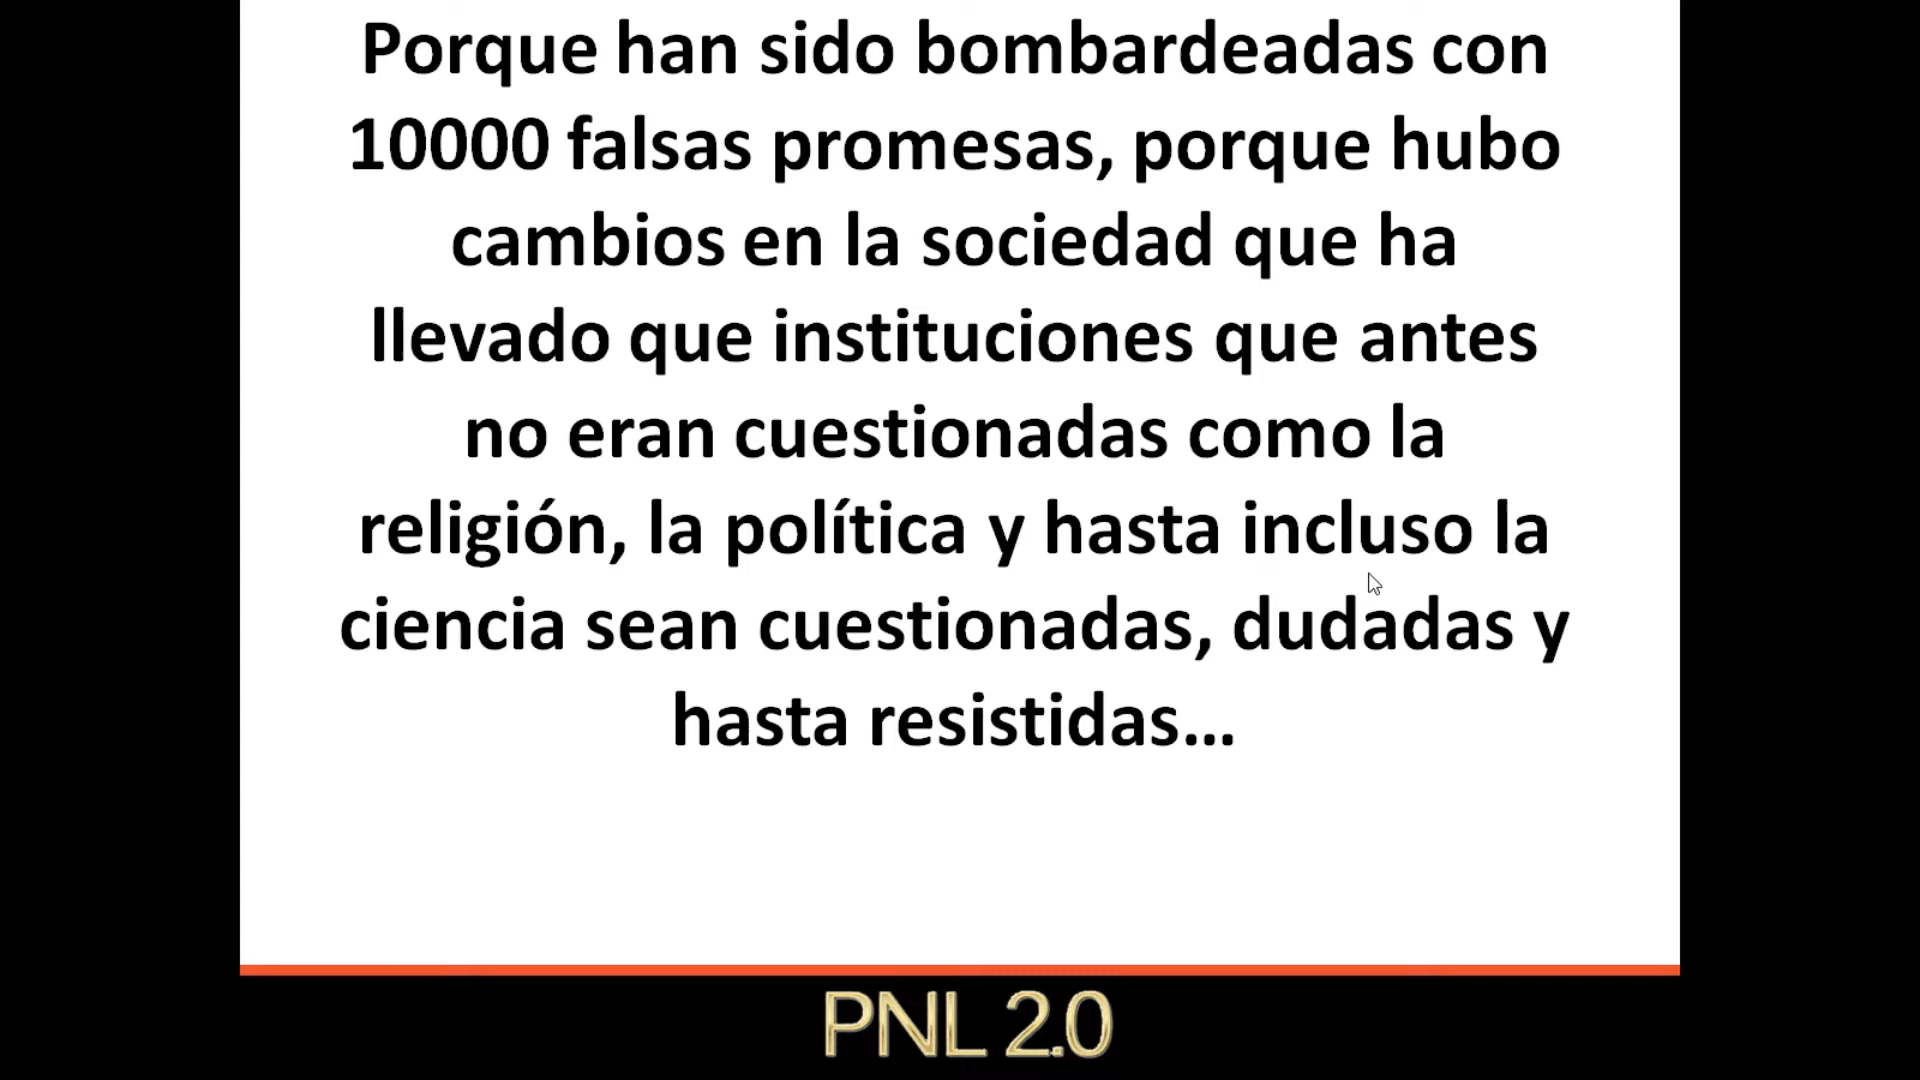 Porque han sido bombardeadas con
10000 falsas promesas, porque hubo
cambios en la sociedad que ha
llevado que instituciones que antes
no eran cuestionadas como la
religión, la política y hasta incluso la
ciencia sean cuestionadas, dudadas y
hasta resistidas...
PNL 2.0